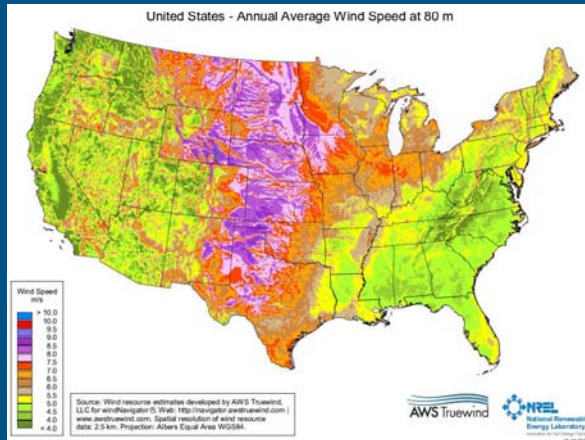 United States - Annual Average Wind Speed at 80 m
Wind Speed
m/s
> 10.0
10.0
9.5
9.0
8.5
8.0
7.5
7.0
6.5
6.0
5.5
5.0
4.5
4.0
< 4.0
Source: Wind resource estimates developed by AWS Truewind,
LLC for windNavigator®. Web: http://navigator.awstruewind.com |
www.awstruewind.com. Spatial resolution of wind resource
data: 2.5 km. Projection: Albers Equal Area WGS84.
AWS Truewind
NREL
National Renewable
Energy Laboratory